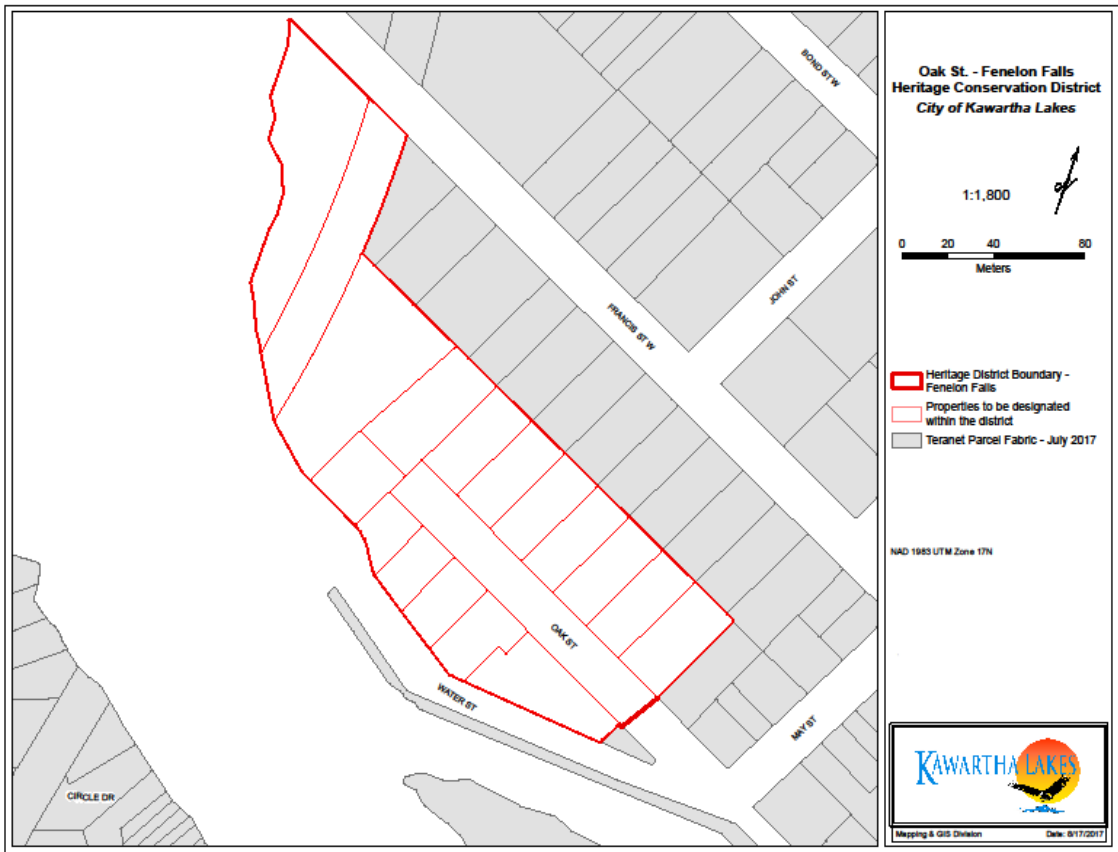 BOND ST W
JOHN ST
FRANCIS ST W
OAK ST
WATER ST
MAY ST
CIRCLE DR
Oak St. - Fenelon Falls
Heritage Conservation District
City of Kawartha Lakes
1:1,800
0 20 40 80
Meters
Heritage District Boundary -
Fenelon Falls
Properties to be designated
within the district
Teranet Parcel Fabric - July 2017
NAD 1983 UTM Zone 17N
KAWARTHA LAKES
Mapping & GIS Division Date: 8/17/2017